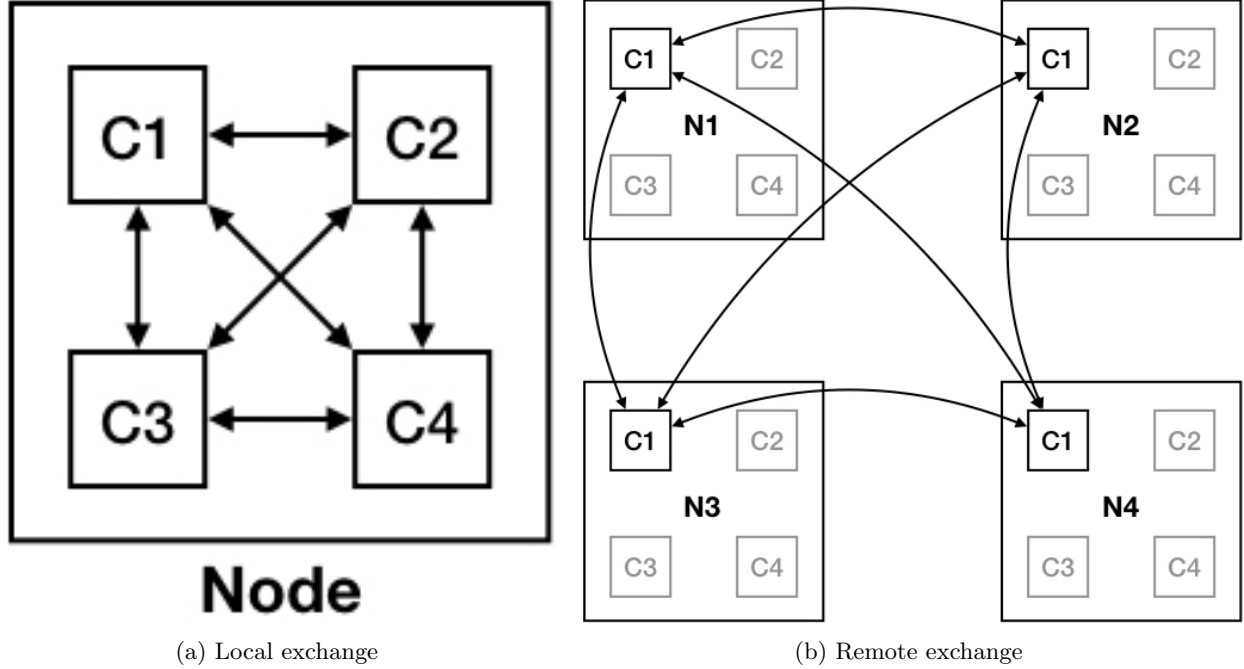 C1 C2
C3 C4
Node
(a) Local exchange
C1 C2
N1
C3 C4
C1 C2
N2
C3 C4
C1 C2
N3
C3 C4
C1 C2
N4
C3 C4
(b) Remote exchange